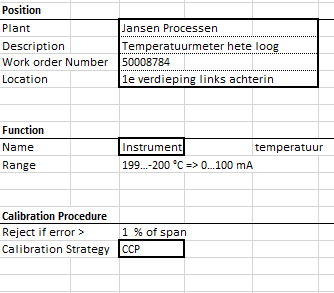 Position
Plant Jansen Processen
Description Temperatuurmeter hete loog
Work order Number 50008784
Location 1e verdieping links achterin
Function
Name Instrument temperatuur
Range 199...-200 °C => 0...100 mA
Calibration Procedure
Reject if error > 1 % of span
Calibration Strategy CCP